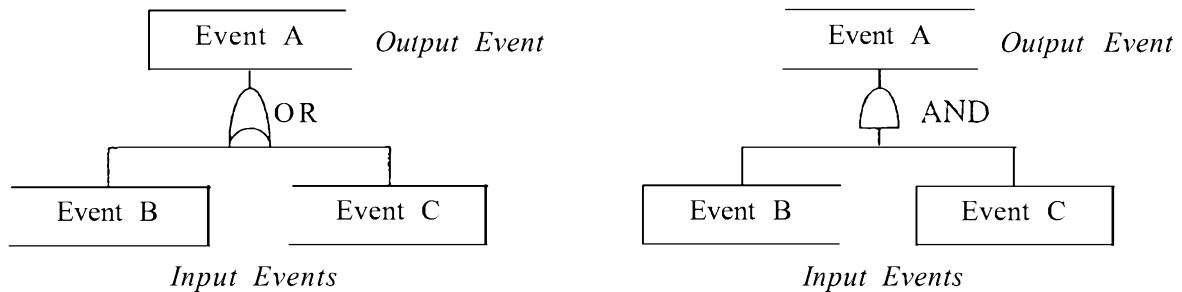 Event A
Output Event
OR
Event B
Event C
Input Events
Event A
Output Event
AND
Event B
Event C
Input Events